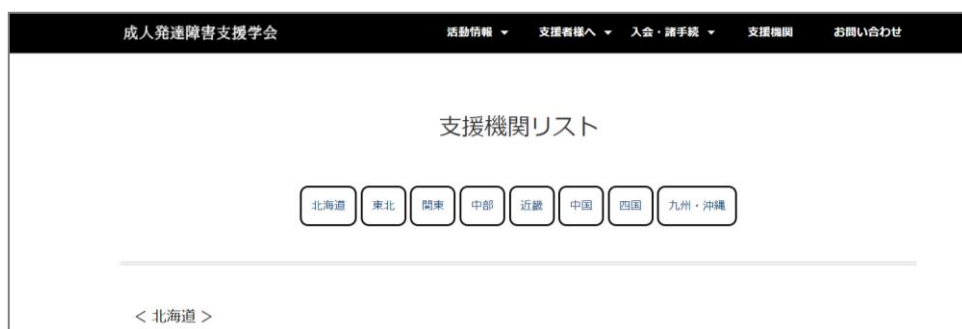 成人発達障害支援学会 活動情報 ▼ 支援者様へ ▼ 入会・諸手続 ▼ 支援機関 お問い合わせ
支援機関リスト
北海道 東北 関東 中部 近畿 中国 四国 九州・沖縄
＜ 北海道 ＞